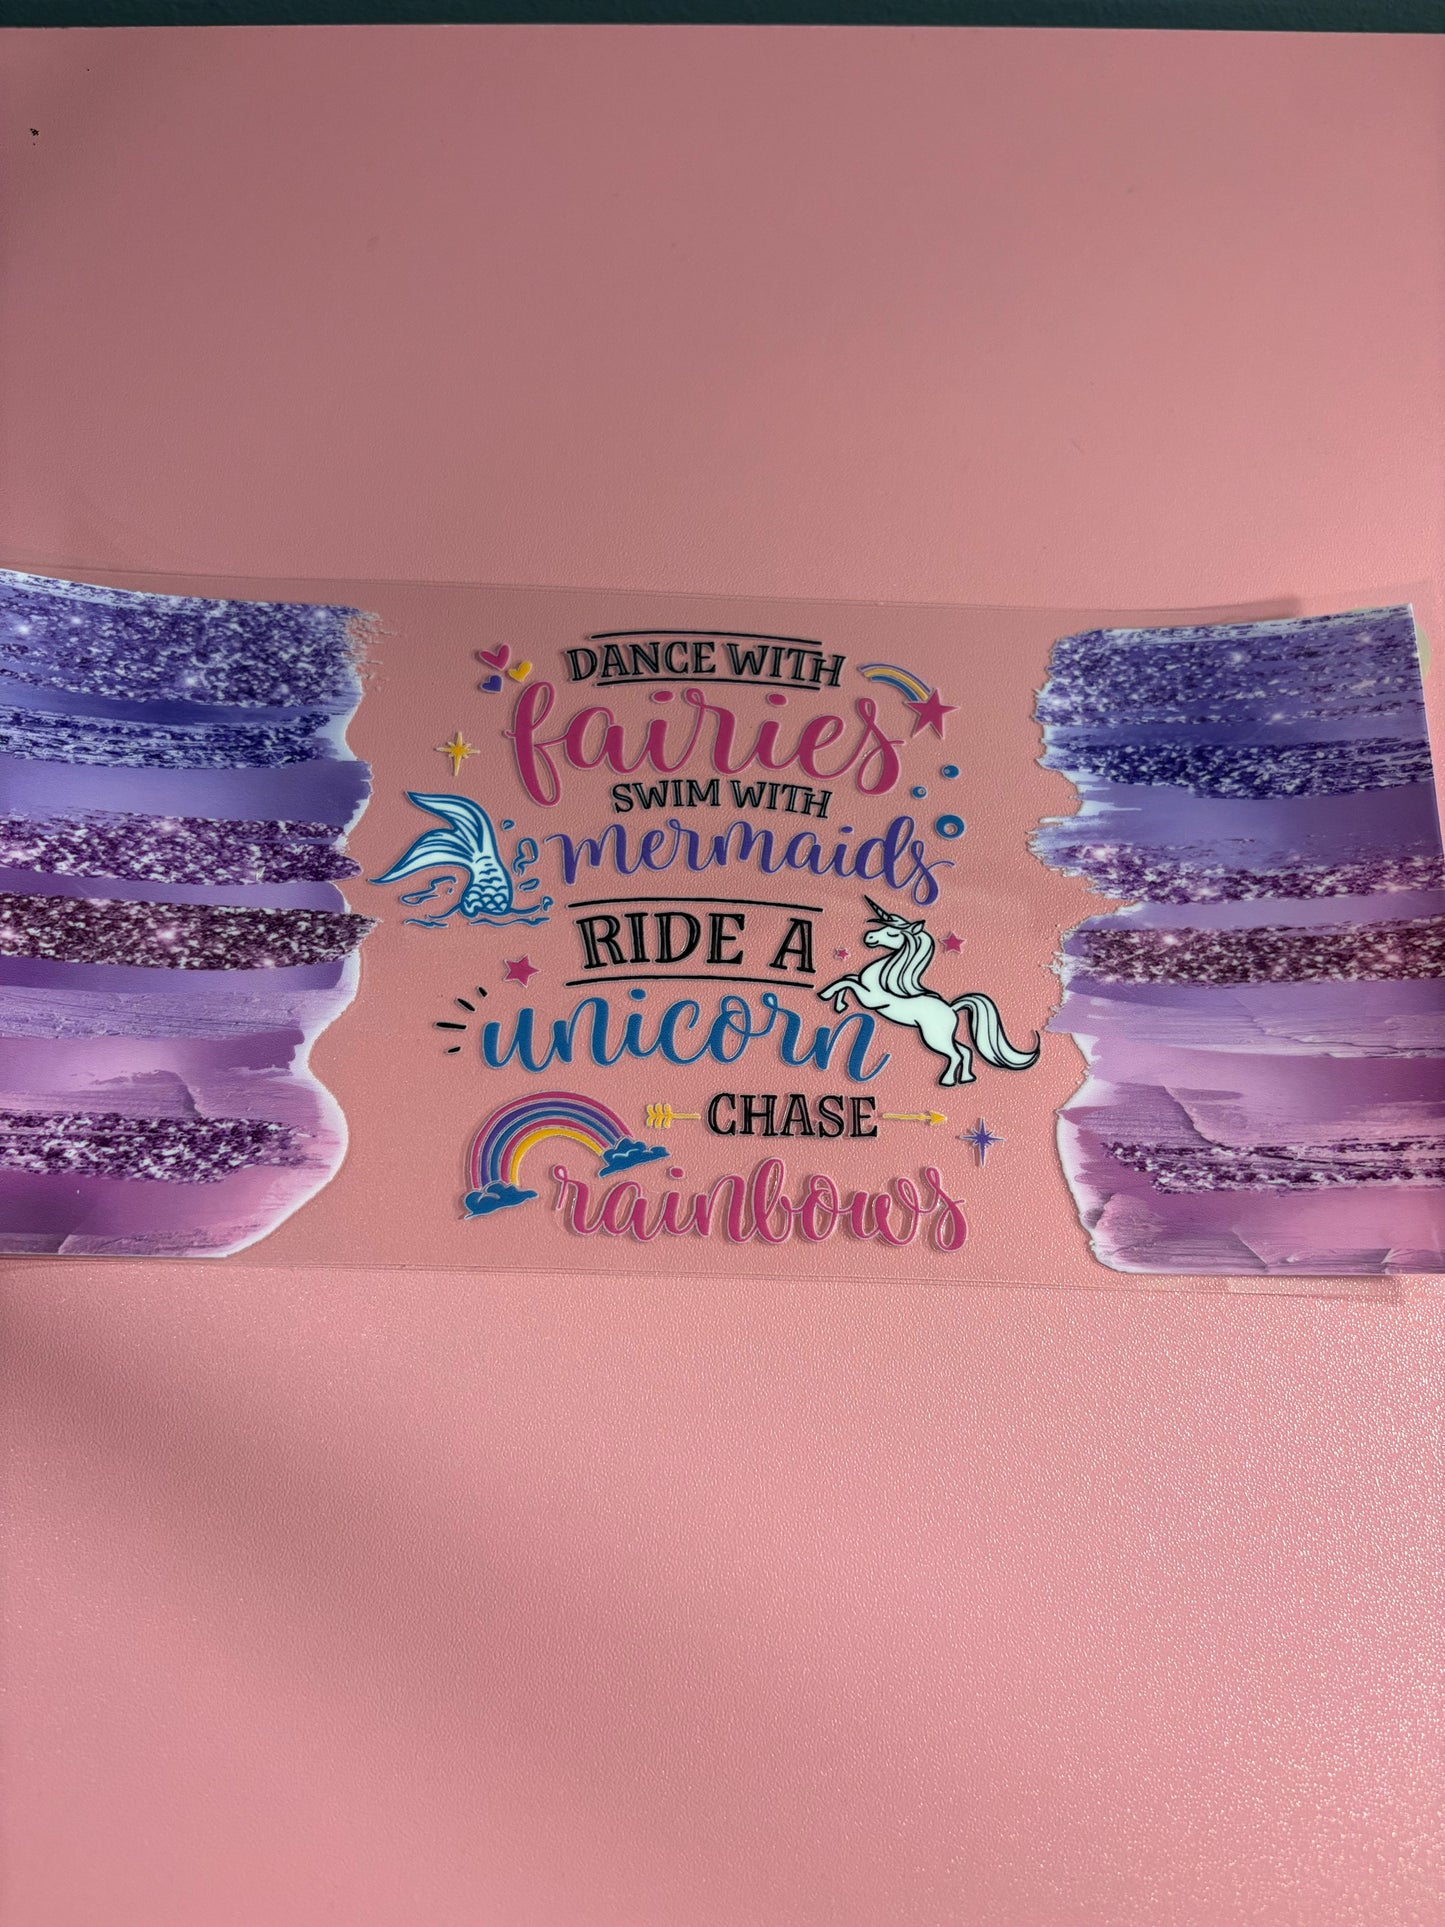 DANCE WITH
fairies
SWIM WITH
mermaids
RIDE A
unicorn
CHASE
rainbows